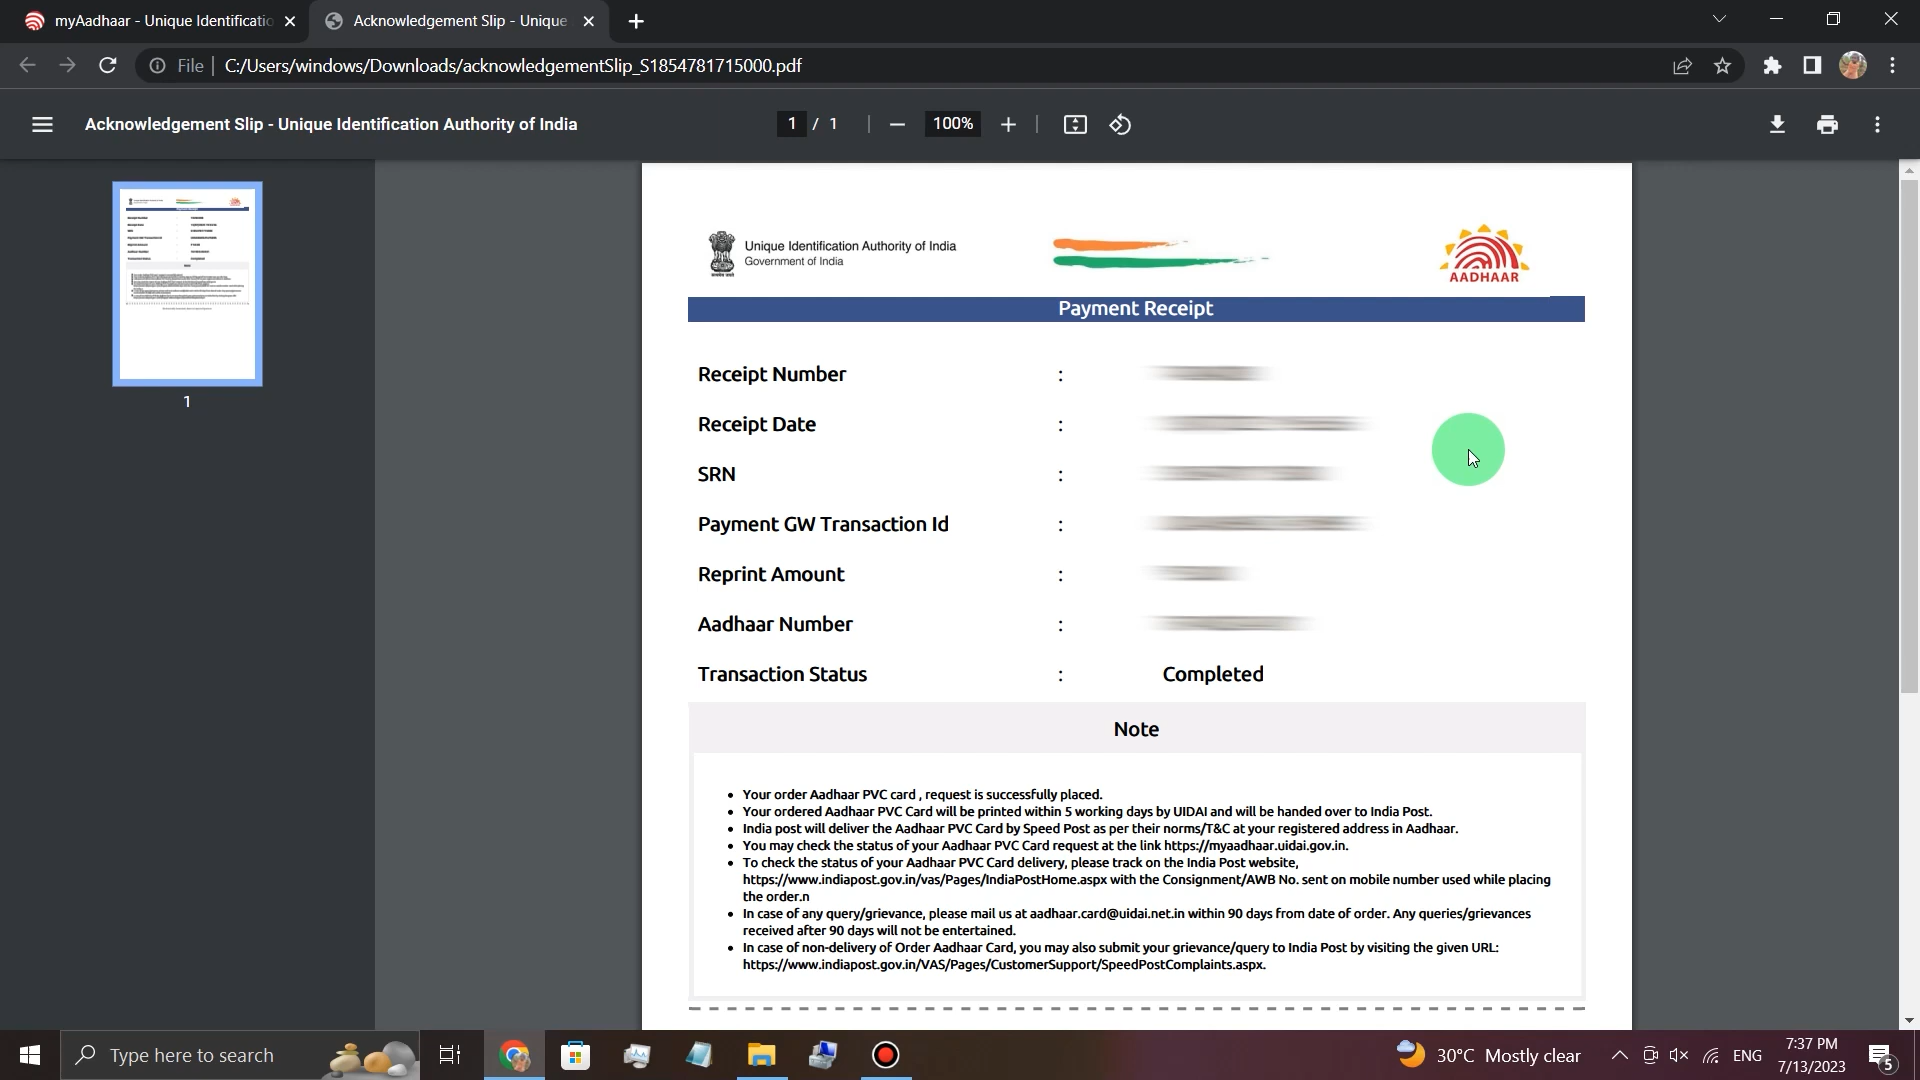 myAadhaar - Unique Identificatio
Acknowledgement Slip - Unique
File
C:/Users/windows/Downloads/acknowledgementSlip_S1854781715000.pdf
Acknowledgement Slip - Unique Identification Authority of India
1 / 1
100%
1
Unique Identification Authority of India
Government of India
AADHAAR
Payment Receipt
Receipt Number :
Receipt Date :
SRN :
Payment GW Transaction Id :
Reprint Amount :
Aadhaar Number :
Transaction Status : Completed
Note
• Your order Aadhaar PVC card , request is successfully placed.
• Your ordered Aadhaar PVC Card will be printed within 5 working days by UIDAI and will be handed over to India Post.
• India post will deliver the Aadhaar PVC Card by Speed Post as per their norms/T&C at your registered address in Aadhaar.
• You may check the status of your Aadhaar PVC Card request at the link https://myaadhaar.uidai.gov.in.
• To check the status of your Aadhaar PVC Card delivery, please track on the India Post website,
https://www.indiapost.gov.in/vas/Pages/IndiaPostHome.aspx with the Consignment/AWB No. sent on mobile number used while placing
the order.n
• In case of any query/grievance, please mail us at aadhaar.card@uidai.net.in within 90 days from date of order. Any queries/grievances
received after 90 days will not be entertained.
• In case of non-delivery of Order Aadhaar Card, you may also submit your grievance/query to India Post by visiting the given URL:
https://www.indiapost.gov.in/VAS/Pages/CustomerSupport/SpeedPostComplaints.aspx.
Type here to search
30°C Mostly clear
ENG
7:37 PM
7/13/2023
5